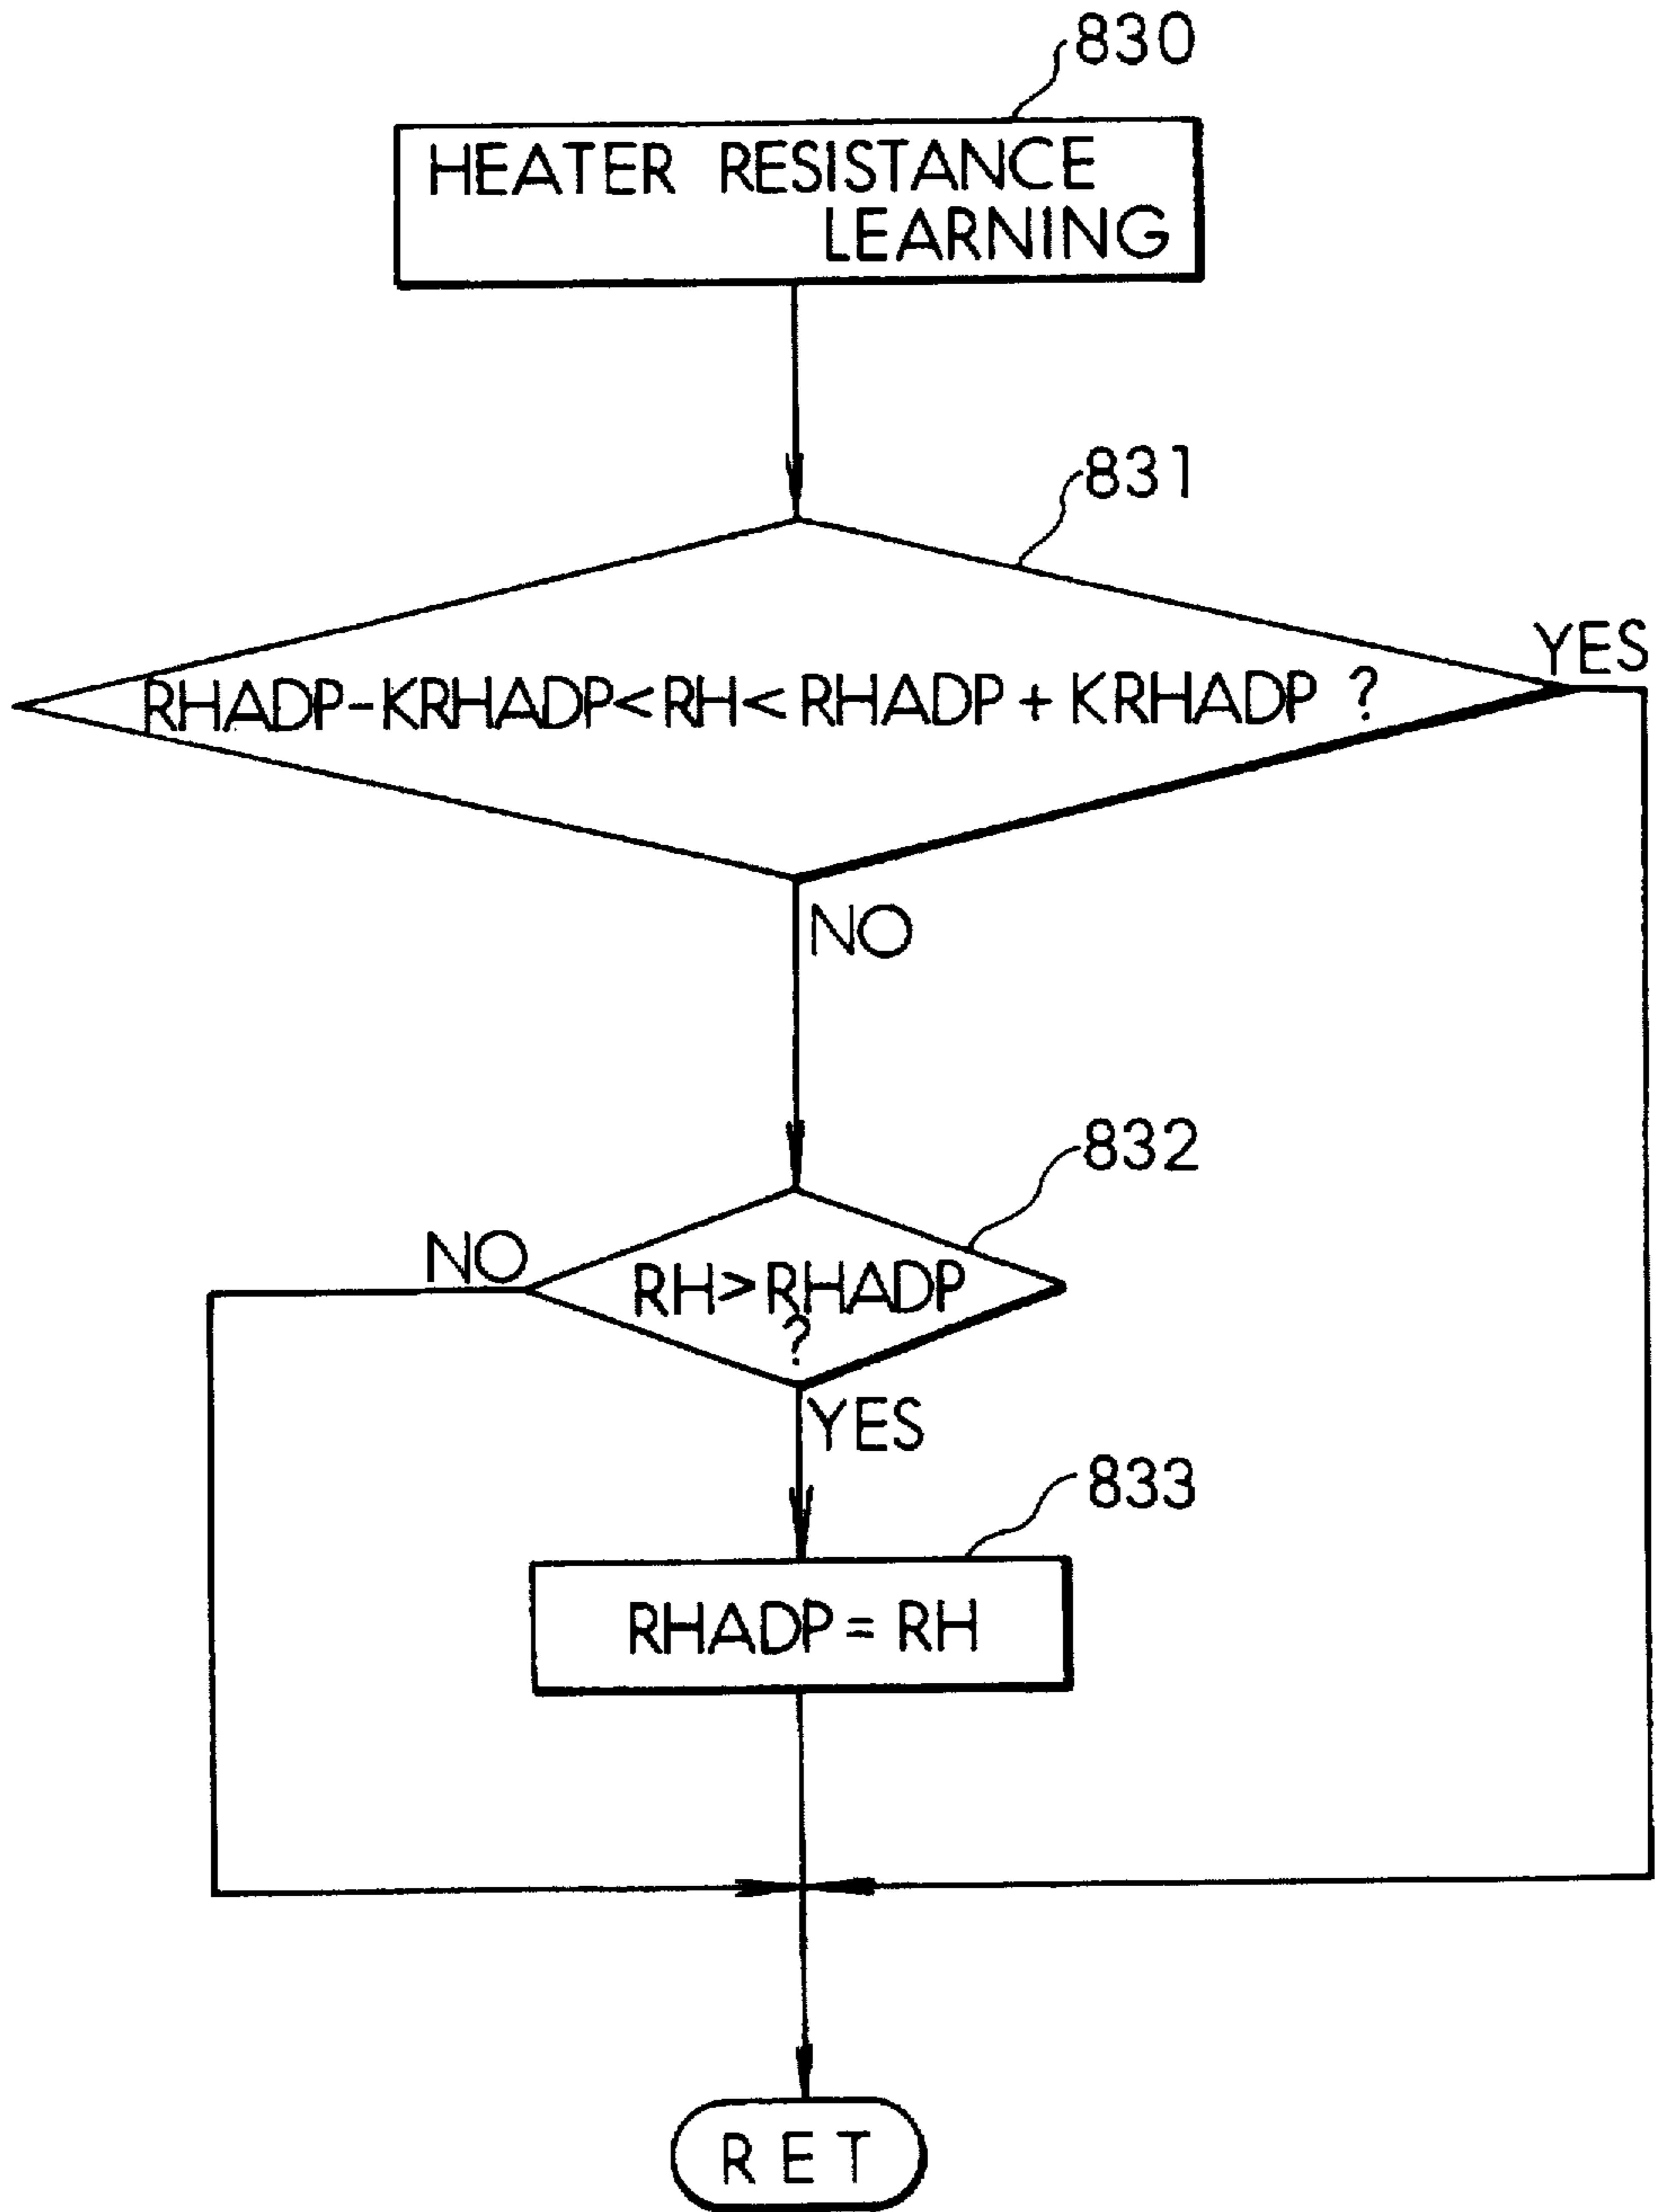 830
HEATER RESISTANCE
LEARNING
831
YES
RHADP-KRHADP<RH<RHADP+KRHADP ?
NO
832
NO
RH>RHADP
?
YES
833
RHADP=RH
RET